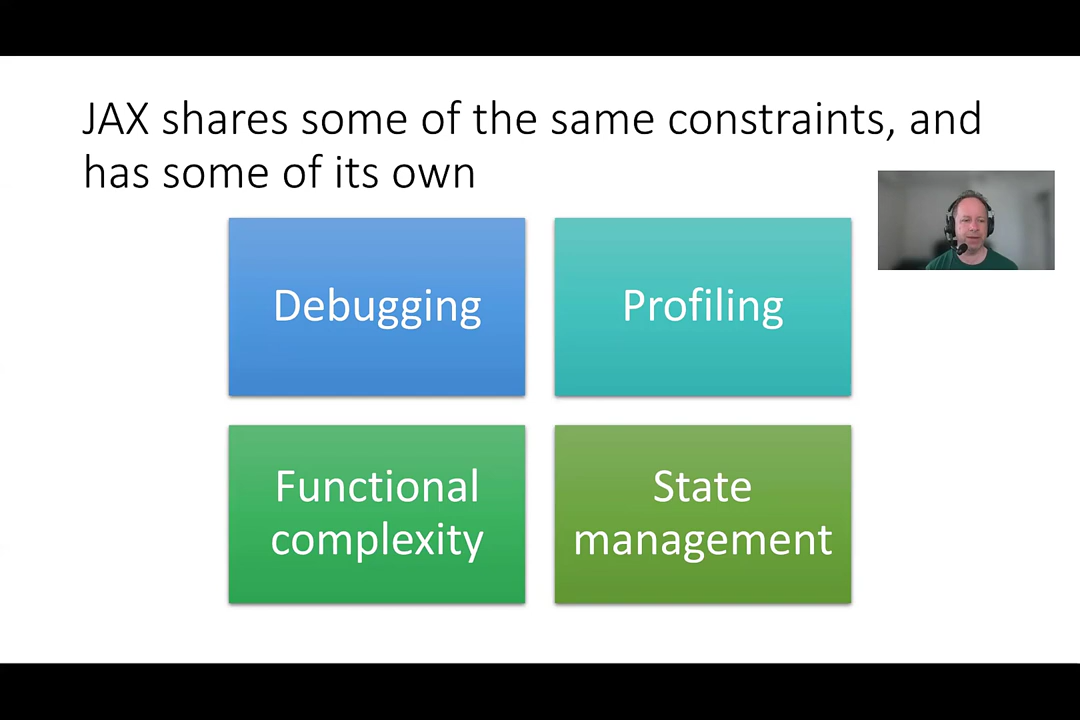 JAX shares some of the same constraints, and
has some of its own
Debugging
Profiling
Functional
complexity
State
management